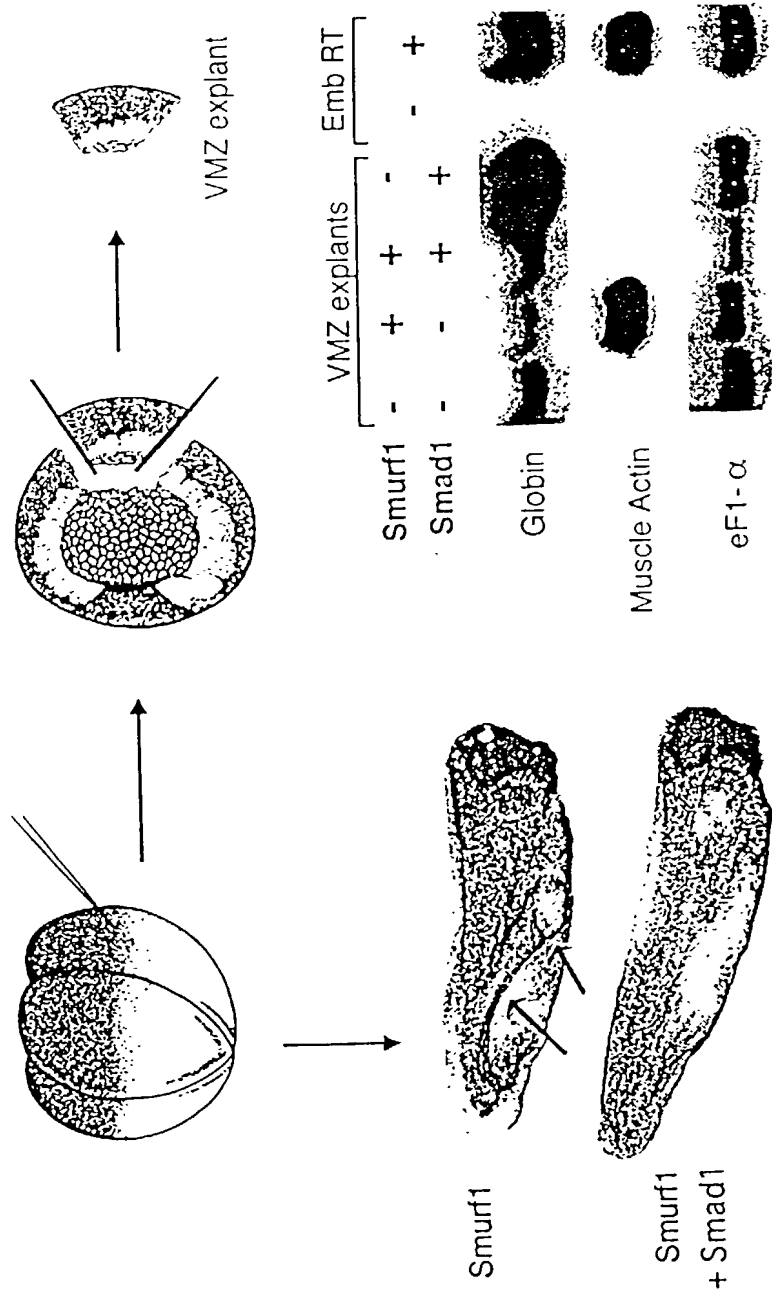 VMZ explant
Smurf1
Smurf1
+ Smad1
VMZ explants
Emb RT
Smurf1 - + + - - +
Smad1 - - + +
Globin
Muscle Actin
eF1-α